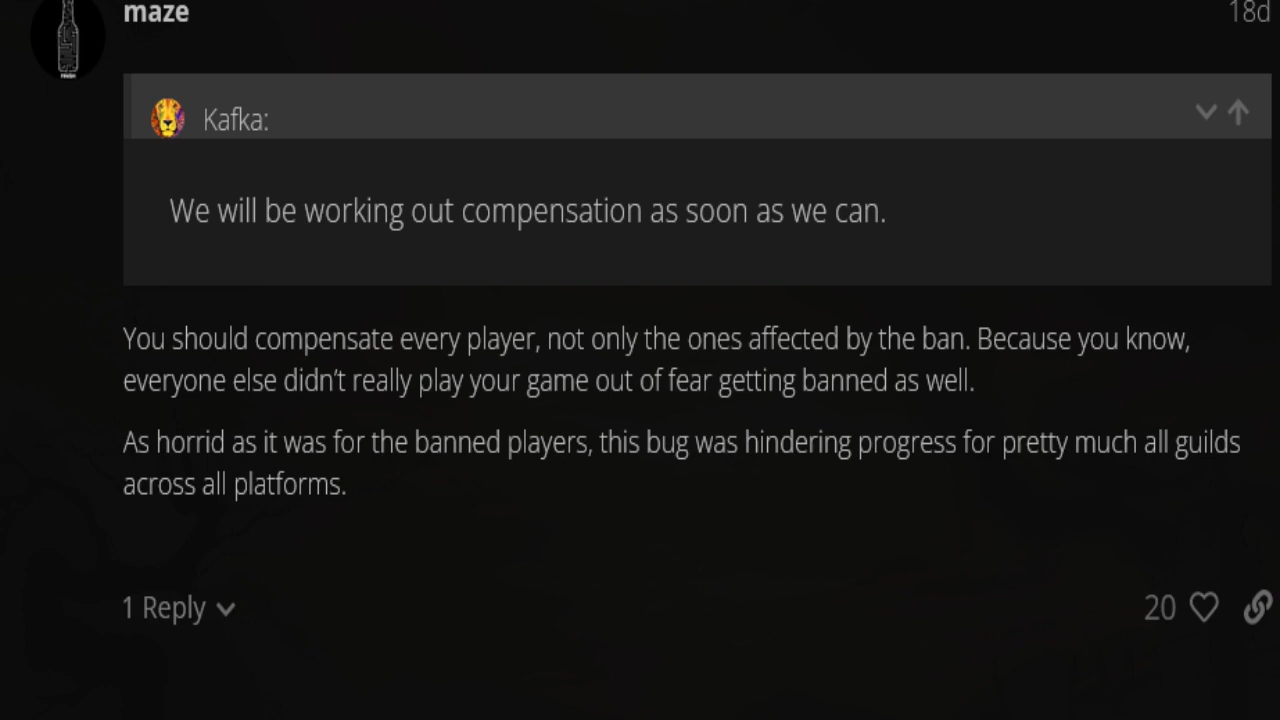 maze
18d
Kafka:
We will be working out compensation as soon as we can.
You should compensate every player, not only the ones affected by the ban. Because you know,
everyone else didn’t really play your game out of fear getting banned as well.
As horrid as it was for the banned players, this bug was hindering progress for pretty much all guilds
across all platforms.
1 Reply
20